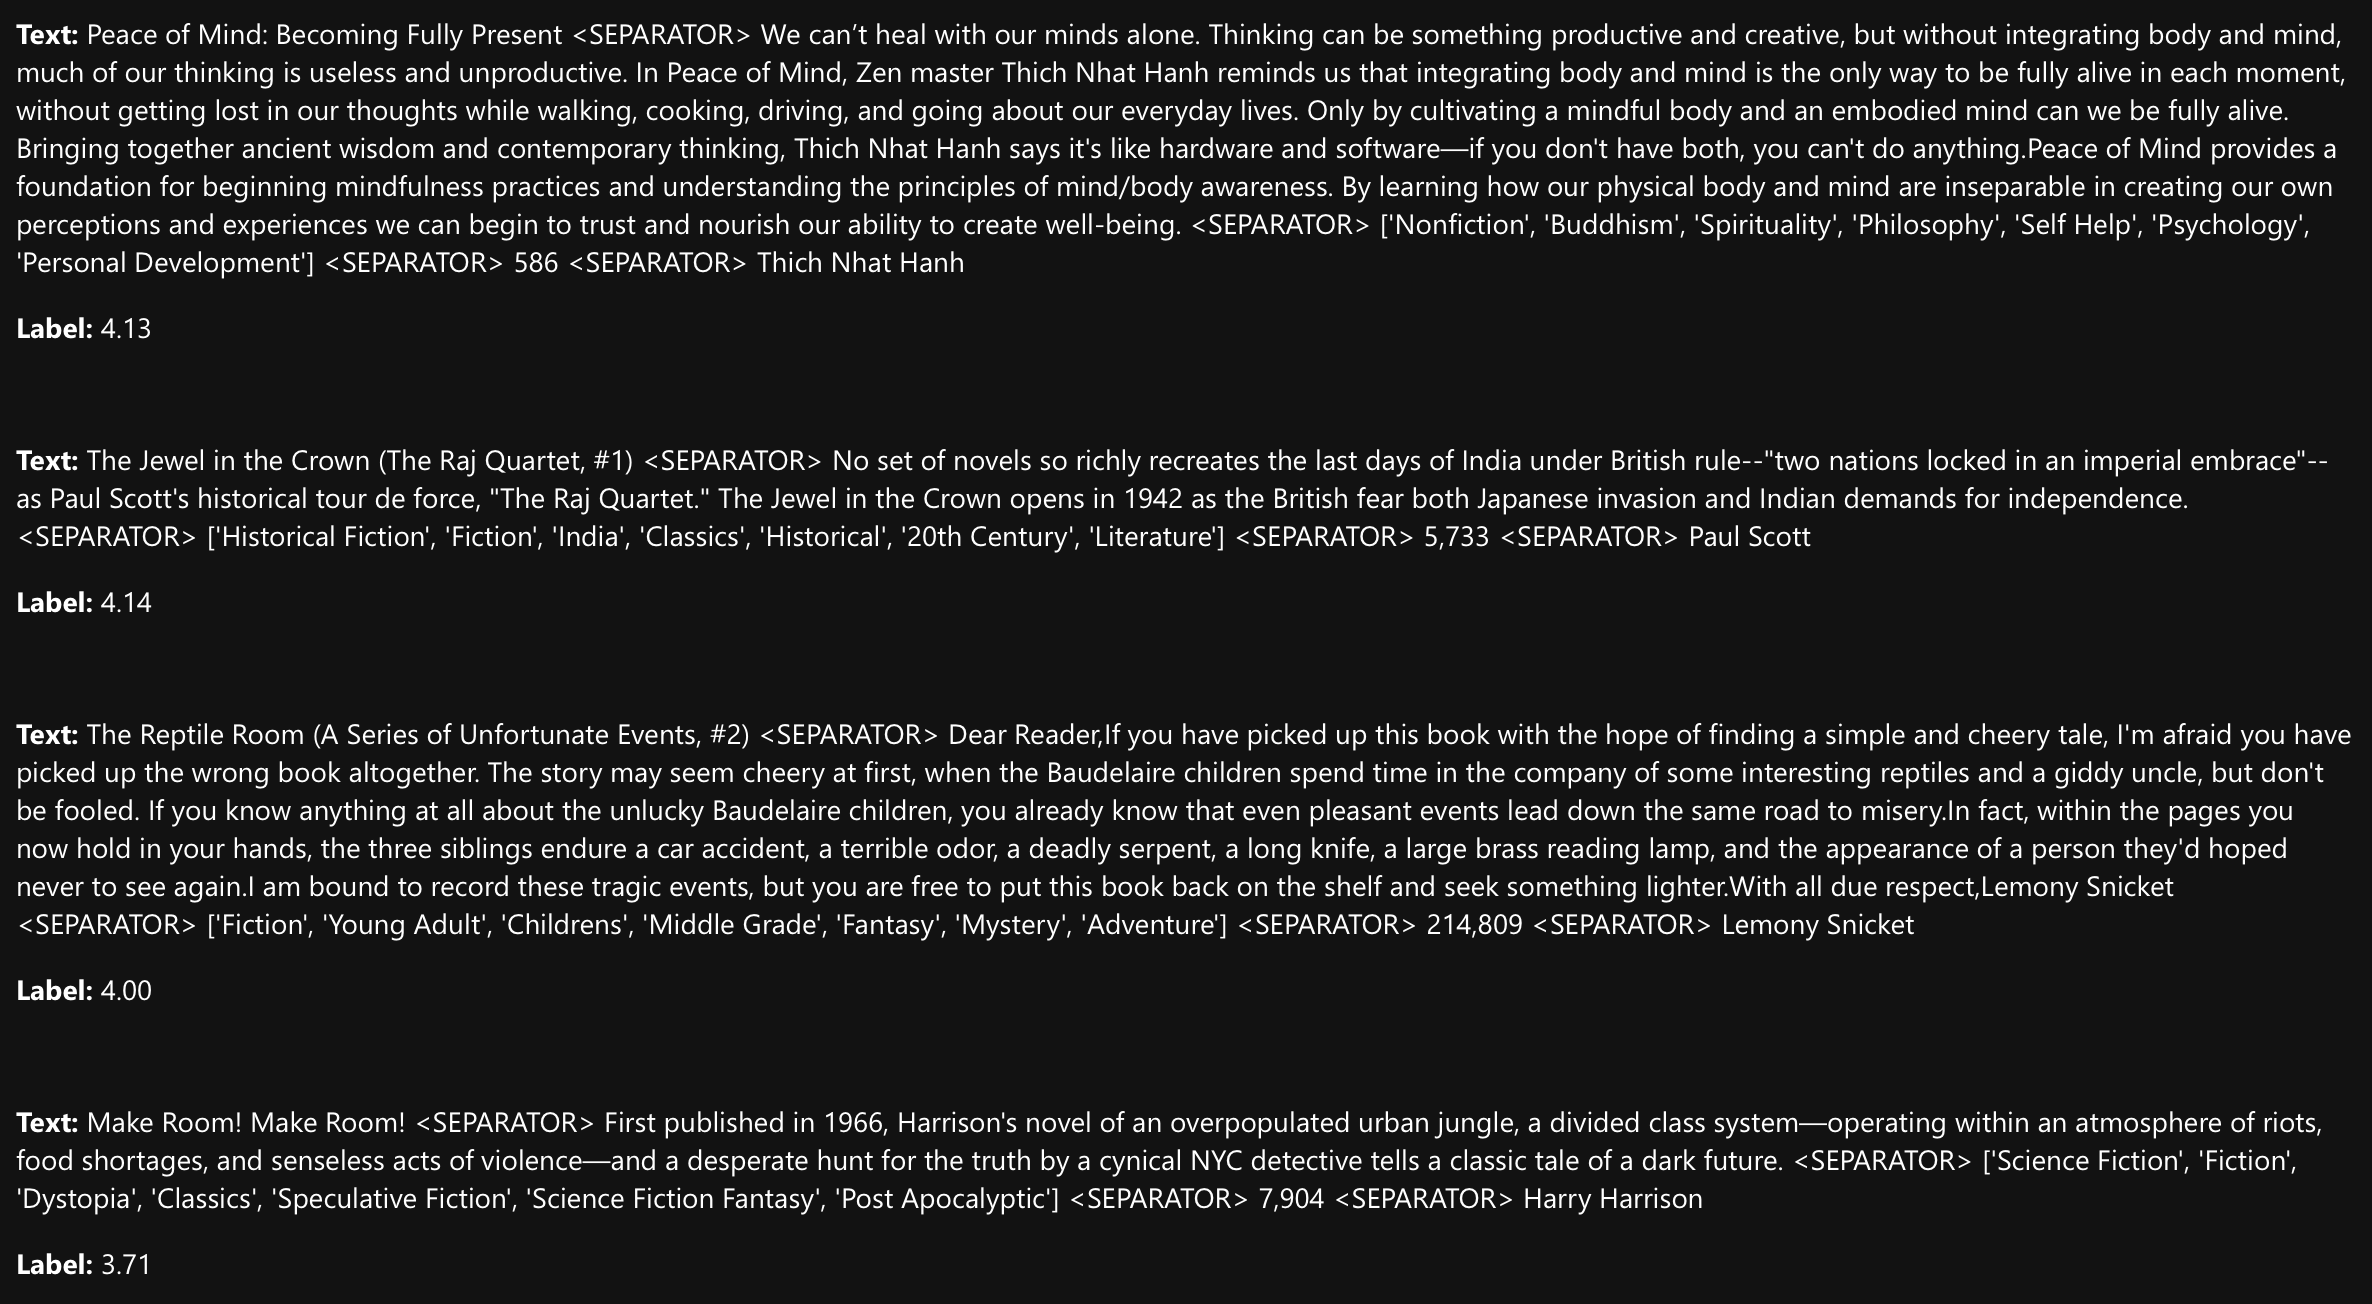 Text: Peace of Mind: Becoming Fully Present <SEPARATOR> We can’t heal with our minds alone. Thinking can be something productive and creative, but without integrating body and mind,
much of our thinking is useless and unproductive. In Peace of Mind, Zen master Thich Nhat Hanh reminds us that integrating body and mind is the only way to be fully alive in each moment,
without getting lost in our thoughts while walking, cooking, driving, and going about our everyday lives. Only by cultivating a mindful body and an embodied mind can we be fully alive.
Bringing together ancient wisdom and contemporary thinking, Thich Nhat Hanh says it's like hardware and software—if you don't have both, you can't do anything.Peace of Mind provides a
foundation for beginning mindfulness practices and understanding the principles of mind/body awareness. By learning how our physical body and mind are inseparable in creating our own
perceptions and experiences we can begin to trust and nourish our ability to create well-being. <SEPARATOR> ['Nonfiction', 'Buddhism', 'Spirituality', 'Philosophy', 'Self Help', 'Psychology',
'Personal Development'] <SEPARATOR> 586 <SEPARATOR> Thich Nhat Hanh
Label: 4.13
Text: The Jewel in the Crown (The Raj Quartet, #1) <SEPARATOR> No set of novels so richly recreates the last days of India under British rule--"two nations locked in an imperial embrace"--
as Paul Scott's historical tour de force, "The Raj Quartet." The Jewel in the Crown opens in 1942 as the British fear both Japanese invasion and Indian demands for independence.
<SEPARATOR> ['Historical Fiction', 'Fiction', 'India', 'Classics', 'Historical', '20th Century', 'Literature'] <SEPARATOR> 5,733 <SEPARATOR> Paul Scott
Label: 4.14
Text: The Reptile Room (A Series of Unfortunate Events, #2) <SEPARATOR> Dear Reader,If you have picked up this book with the hope of finding a simple and cheery tale, I'm afraid you have
picked up the wrong book altogether. The story may seem cheery at first, when the Baudelaire children spend time in the company of some interesting reptiles and a giddy uncle, but don't
be fooled. If you know anything at all about the unlucky Baudelaire children, you already know that even pleasant events lead down the same road to misery.In fact, within the pages you
now hold in your hands, the three siblings endure a car accident, a terrible odor, a deadly serpent, a long knife, a large brass reading lamp, and the appearance of a person they'd hoped
never to see again.I am bound to record these tragic events, but you are free to put this book back on the shelf and seek something lighter.With all due respect,Lemony Snicket
<SEPARATOR> ['Fiction', 'Young Adult', 'Childrens', 'Middle Grade', 'Fantasy', 'Mystery', 'Adventure'] <SEPARATOR> 214,809 <SEPARATOR> Lemony Snicket
Label: 4.00
Text: Make Room! Make Room! <SEPARATOR> First published in 1966, Harrison's novel of an overpopulated urban jungle, a divided class system—operating within an atmosphere of riots,
food shortages, and senseless acts of violence—and a desperate hunt for the truth by a cynical NYC detective tells a classic tale of a dark future. <SEPARATOR> ['Science Fiction', 'Fiction',
'Dystopia', 'Classics', 'Speculative Fiction', 'Science Fiction Fantasy', 'Post Apocalyptic'] <SEPARATOR> 7,904 <SEPARATOR> Harry Harrison
Label: 3.71